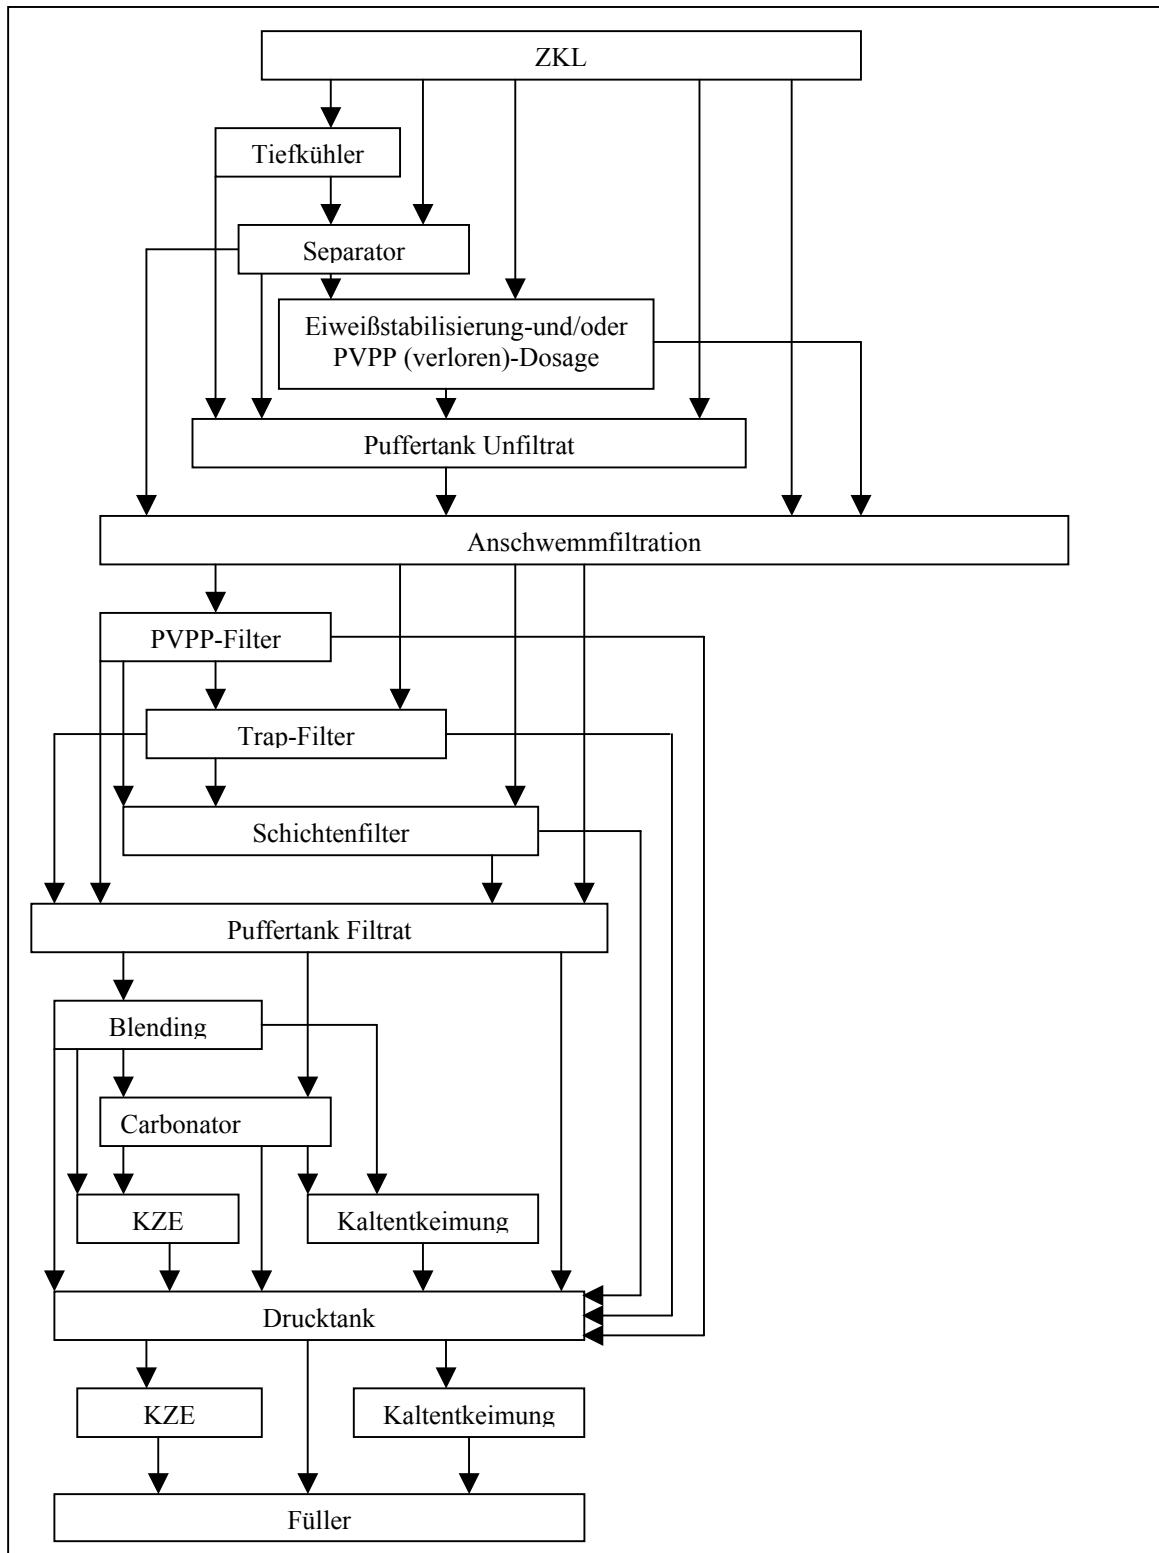 ZKL
Tiefkühler
Separator
Eiweißstabilisierung-und/oder
PVPP (verloren)-Dosage
Puffertank Unfiltrat
Anschwemmfiltration
PVPP-Filter
Trap-Filter
Schichtenfilter
Puffertank Filtrat
Blending
Carbonator
KZE
Kaltentkeimung
Drucktank
KZE
Kaltentkeimung
Füller